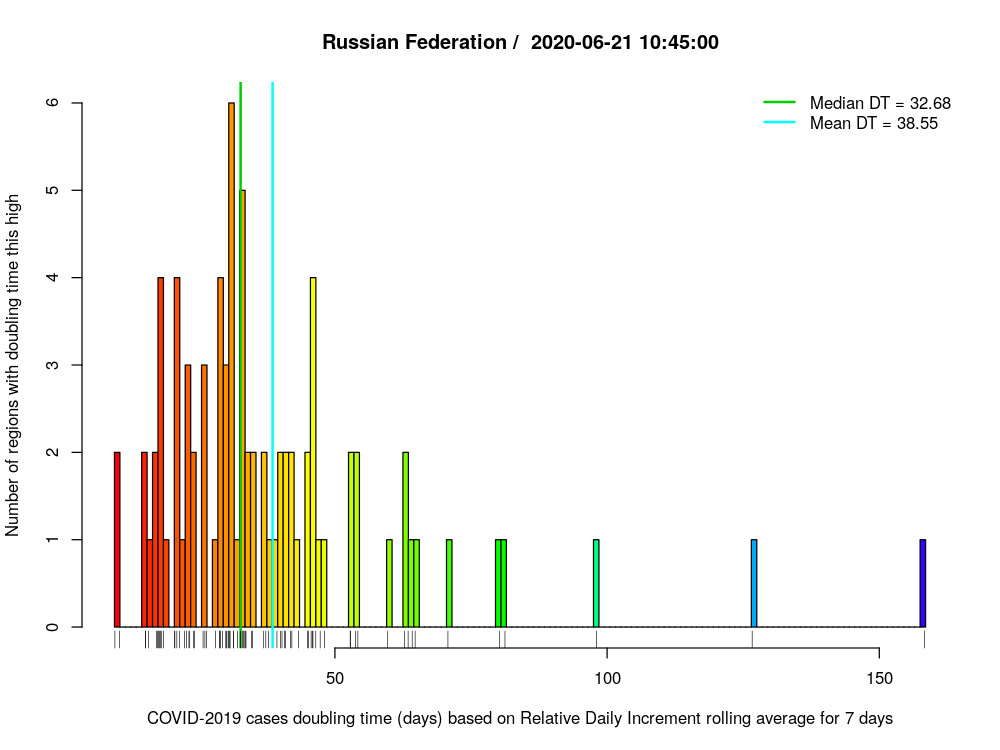 Russian Federation /  2020-06-21 10:45:00
Median DT = 32.68
Mean DT = 38.55
Number of regions with doubling time this high
6
5
4
3
2
1
0
50 100 150
COVID-2019 cases doubling time (days) based on Relative Daily Increment rolling average for 7 days